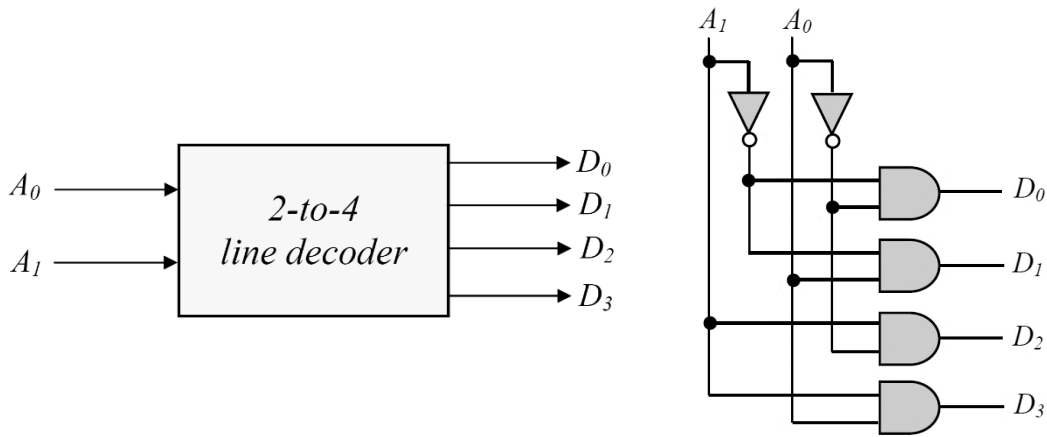 A₀
A₁
2-to-4
line decoder
D₀
D₁
D₂
D₃
A₁ A₀
D₀
D₁
D₂
D₃